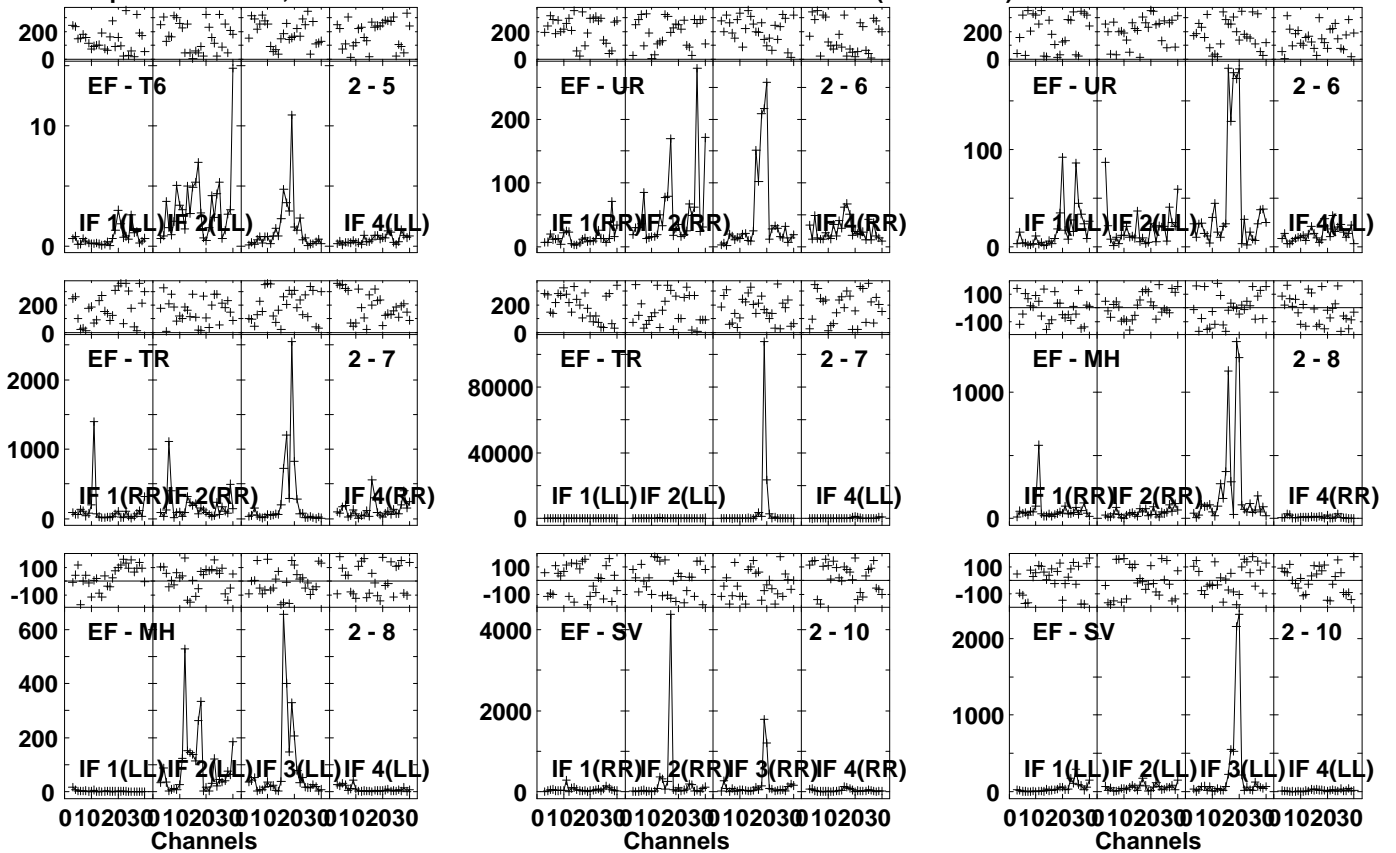 200
0
EF - T6 2 - 5
10
0
IF 1(LL) IF 2(LL) IF 4(LL)
200
0
EF - UR 2 - 6
200
100
0
IF 1(RR) IF 2(RR) IF 4(RR)
200
0
EF - UR 2 - 6
100
0
IF 1(LL) IF 2(LL) IF 4(LL)
200
0
EF - TR 2 - 7
2000
1000
0
IF 1(RR) IF 2(RR) IF 4(RR)
200
0
EF - TR 2 - 7
80000
40000
0
IF 1(LL) IF 2(LL) IF 4(LL)
100
-100
EF - MH 2 - 8
1000
0
IF 1(RR) IF 2(RR) IF 4(RR)
100
-100
EF - MH 2 - 8
600
400
200
0
IF 1(LL) IF 2(LL) IF 3(LL) IF 4(LL)
0102030 0102030 0102030 0102030
Channels
100
-100
EF - SV 2 - 10
4000
2000
0
IF 1(RR) IF 2(RR) IF 3(RR) IF 4(RR)
0102030 0102030 0102030 0102030
Channels
100
-100
EF - SV 2 - 10
2000
1000
0
IF 1(LL) IF 2(LL) IF 3(LL) IF 4(LL)
0102030 0102030 0102030 0102030
Channels